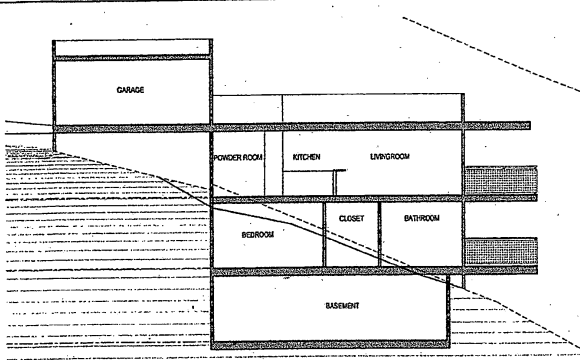 GARAGE
POWDER ROOM
KITCHEN
LIVINGROOM
CLOSET
BATHROOM
BEDROOM
BASEMENT